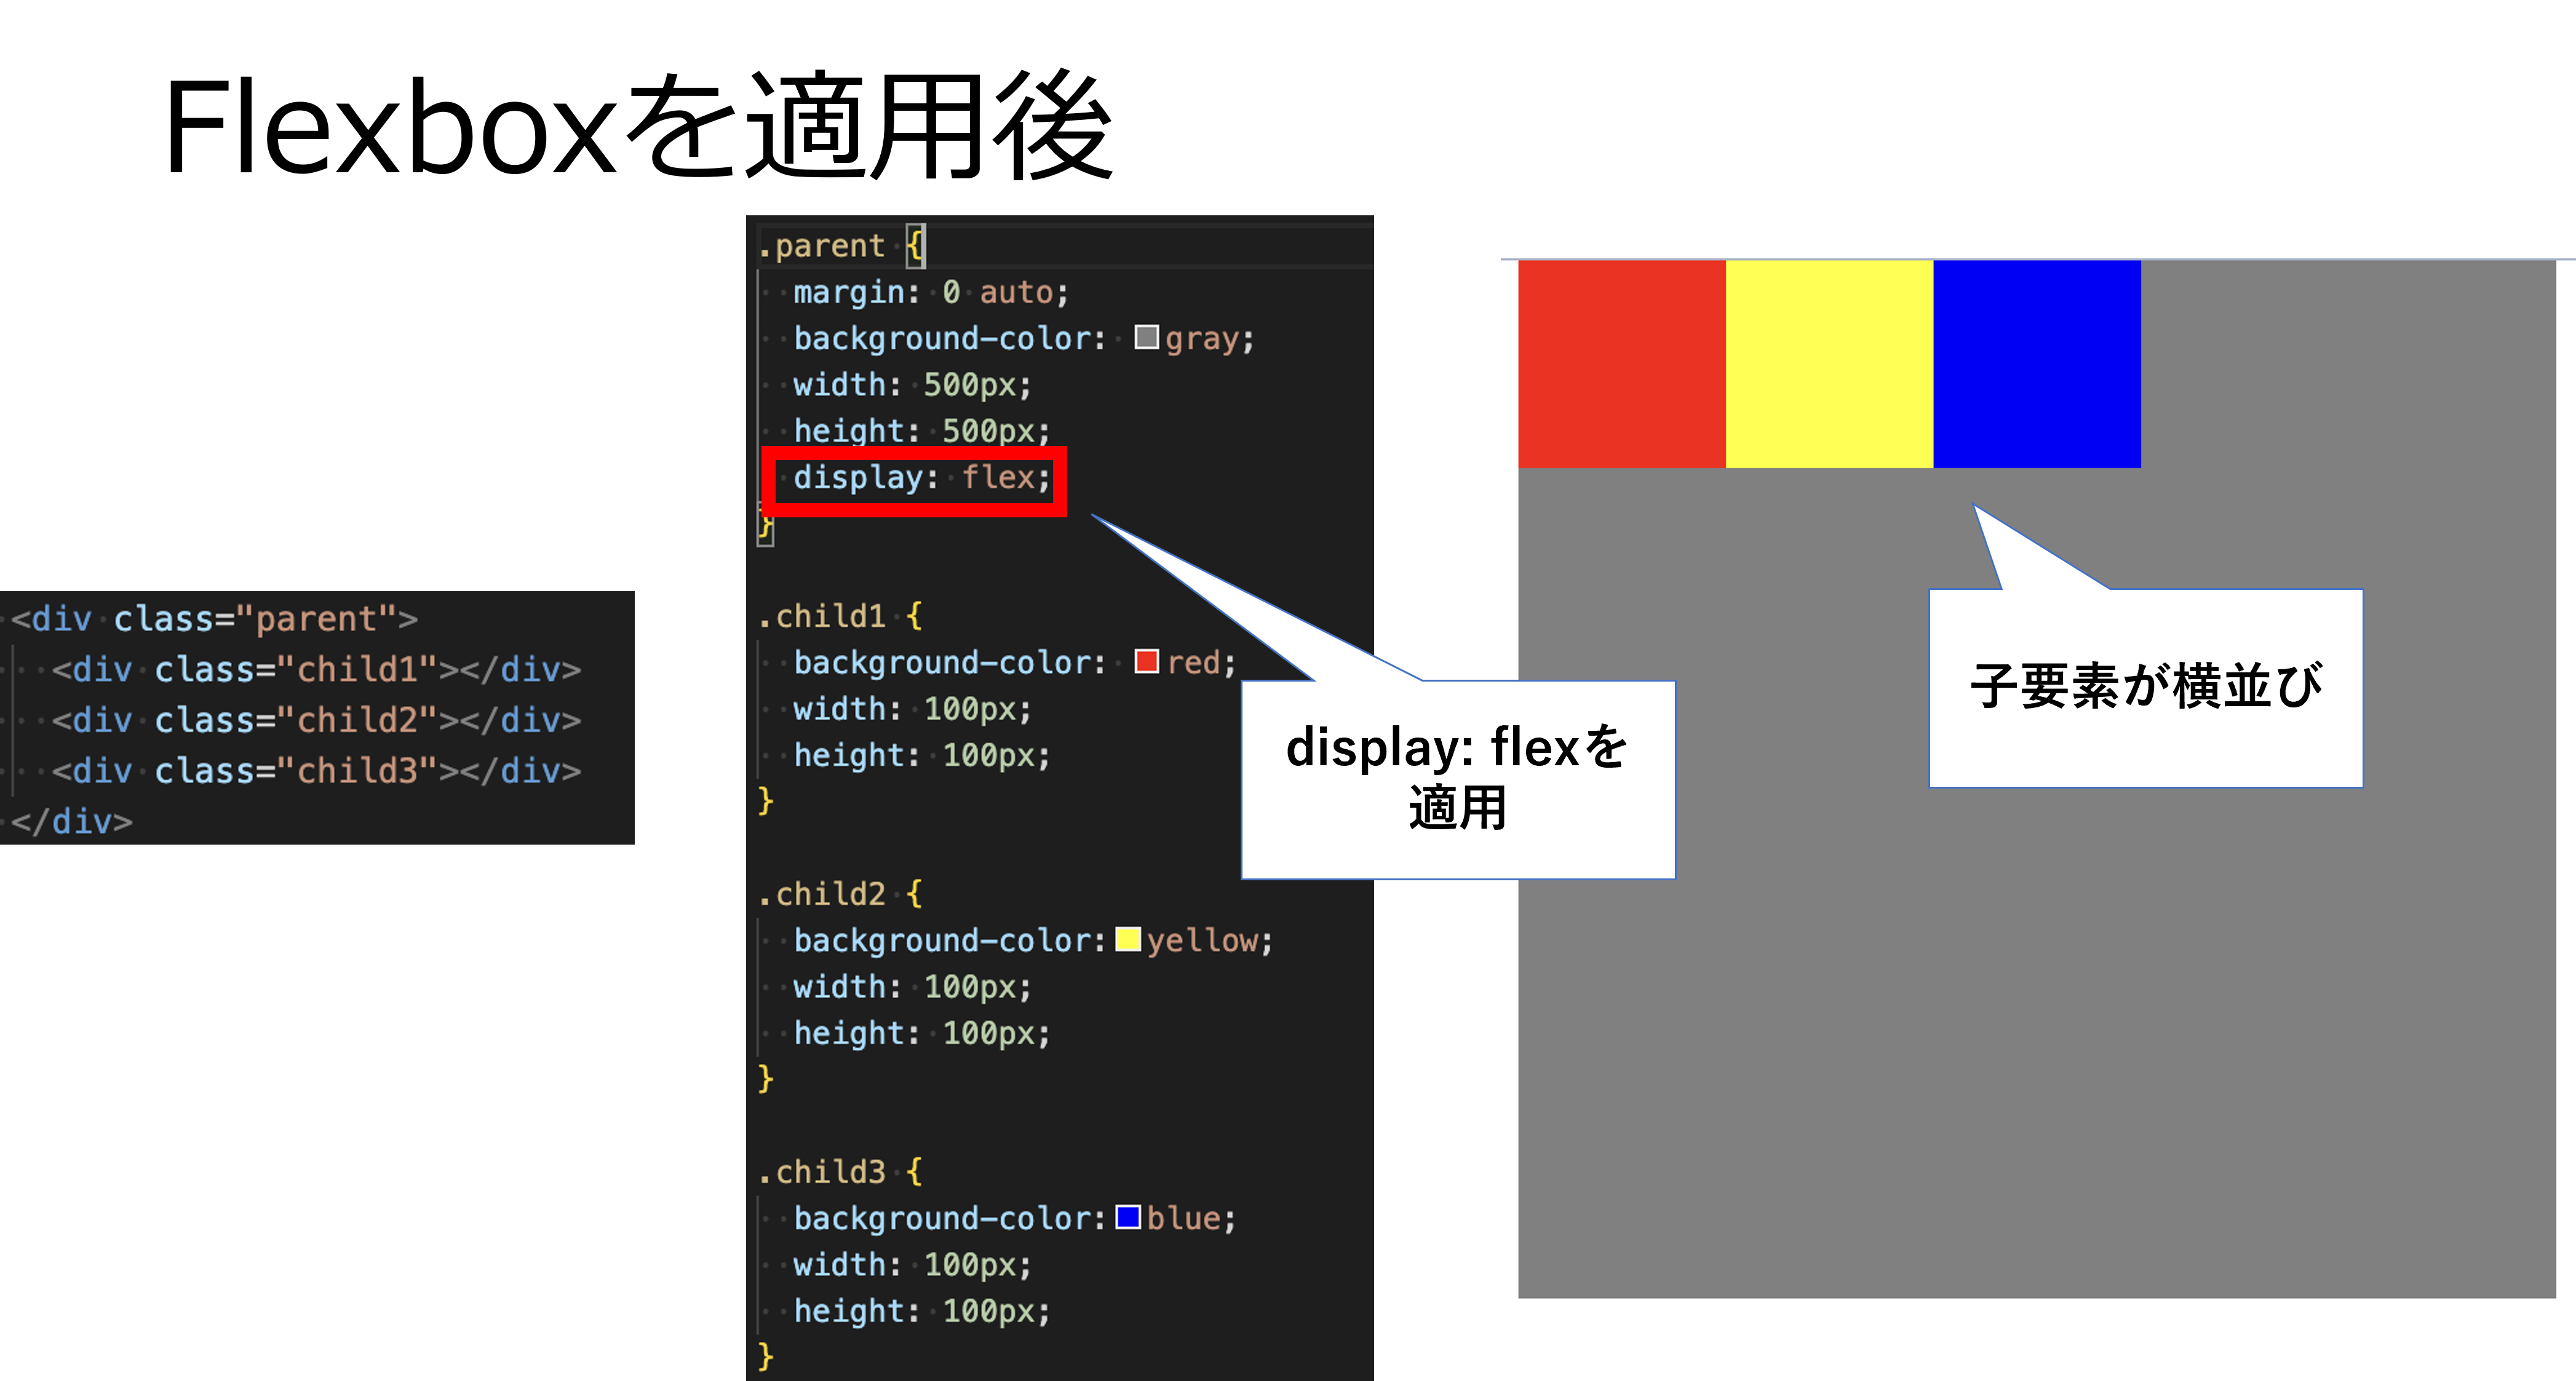 Flexboxを適用後
<div class="parent">
<div class="child1"></div>
<div class="child2"></div>
<div class="child3"></div>
</div>
.parent {
margin: 0 auto;
background-color: gray;
width: 500px;
height: 500px;
display: flex;
}
.child1 {
background-color: red;
width: 100px;
height: 100px;
}
.child2 {
background-color: yellow;
width: 100px;
height: 100px;
}
.child3 {
background-color: blue;
width: 100px;
height: 100px;
}
display: flexを
適用
子要素が横並び